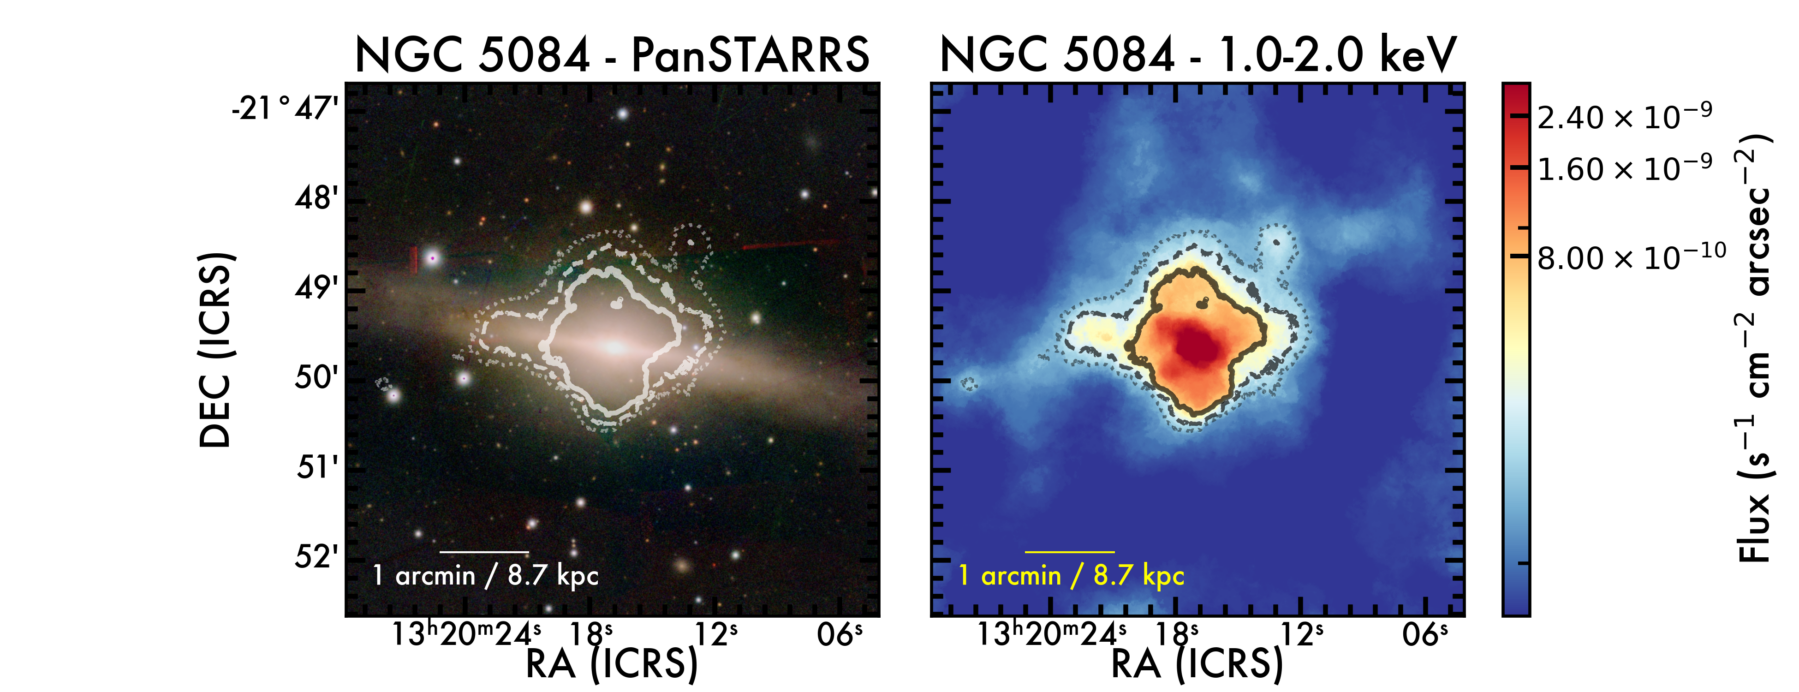 NGC 5084 - PanSTARRS
NGC 5084 - 1.0-2.0 keV
-21°47'
48'
49'
50'
51'
52'
DEC (ICRS)
1 arcmin / 8.7 kpc
13ʰ20ᵐ24ˢ 18ˢ 12ˢ 06ˢ
RA (ICRS)
1 arcmin / 8.7 kpc
13ʰ20ᵐ24ˢ 18ˢ 12ˢ 06ˢ
RA (ICRS)
2.40 × 10⁻⁹
1.60 × 10⁻⁹
8.00 × 10⁻¹⁰
Flux (s⁻¹ cm⁻² arcsec⁻²)